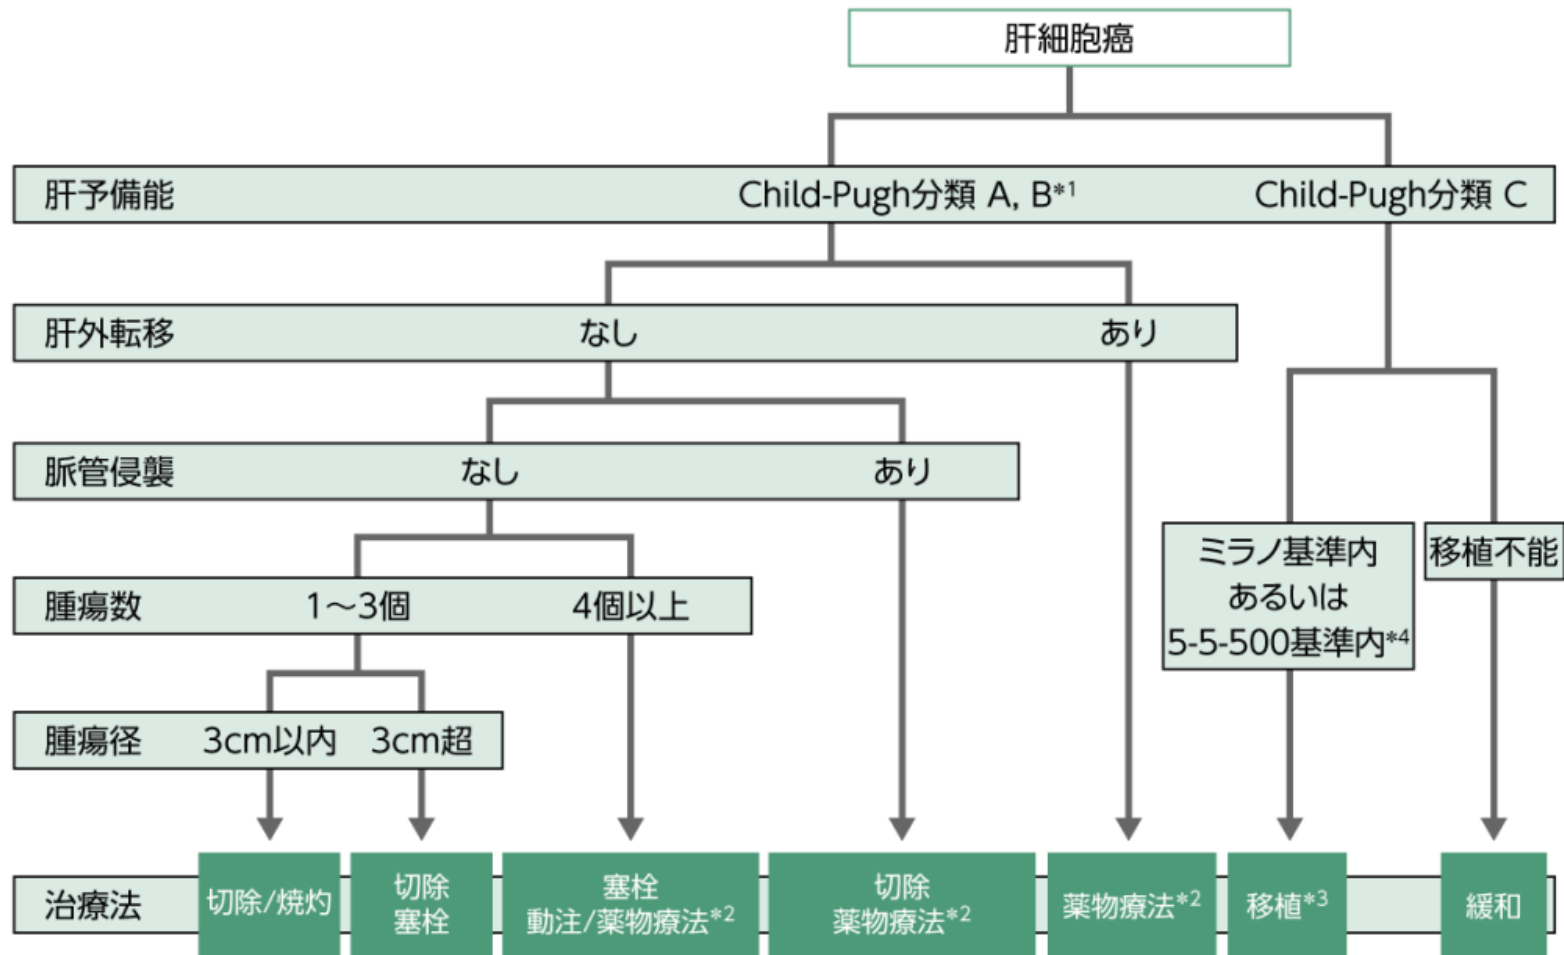 肝細胞癌
肝予備能 Child-Pugh分類 A, B*1 Child-Pugh分類 C
肝外転移 なし あり
脈管侵襲 なし あり
ミラノ基準内
あるいは
5-5-500基準内*4
移植不能
腫瘍数 1〜3個 4個以上
腫瘍径 3cm以内 3cm超
治療法
切除/焼灼
切除
塞栓
塞栓
動注/薬物療法*2
切除
薬物療法*2
薬物療法*2
移植*3
緩和